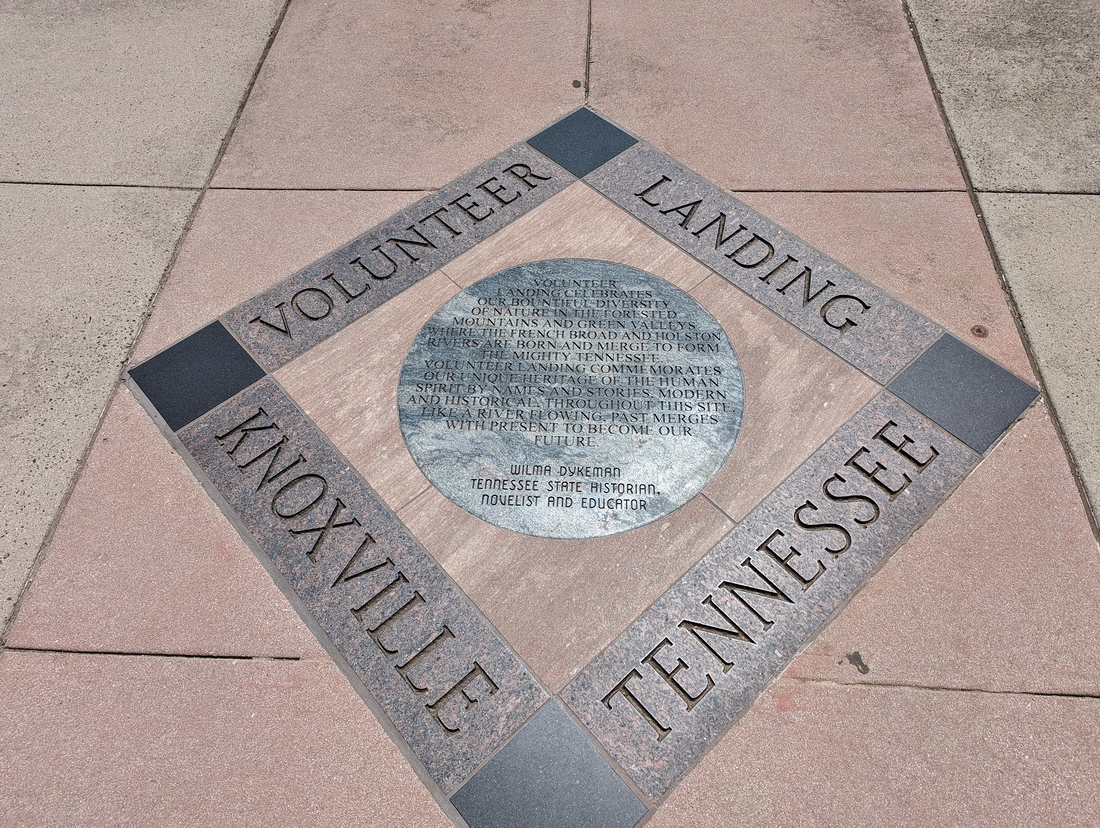 VOLUNTEER
LANDING
VOLUNTEER
LANDING CELEBRATES
OUR BOUNTIFUL DIVERSITY
OF NATURE IN THE FORESTED
MOUNTAINS AND GREEN VALLEYS
WHERE THE FRENCH BROAD AND HOLSTON
RIVERS ARE BORN AND MERGE TO FORM
THE MIGHTY TENNESSEE.
VOLUNTEER LANDING COMMEMORATES
OUR UNIQUE HERITAGE OF THE HUMAN
SPIRIT BY NAMES AND STORIES, MODERN
AND HISTORICAL, THROUGHOUT THIS SITE.
LIKE A RIVER FLOWING, PAST MERGES
WITH PRESENT TO BECOME OUR
FUTURE.
WILMA DYKEMAN
TENNESSEE STATE HISTORIAN,
NOVELIST AND EDUCATOR
KNOXVILLE
TENNESSEE